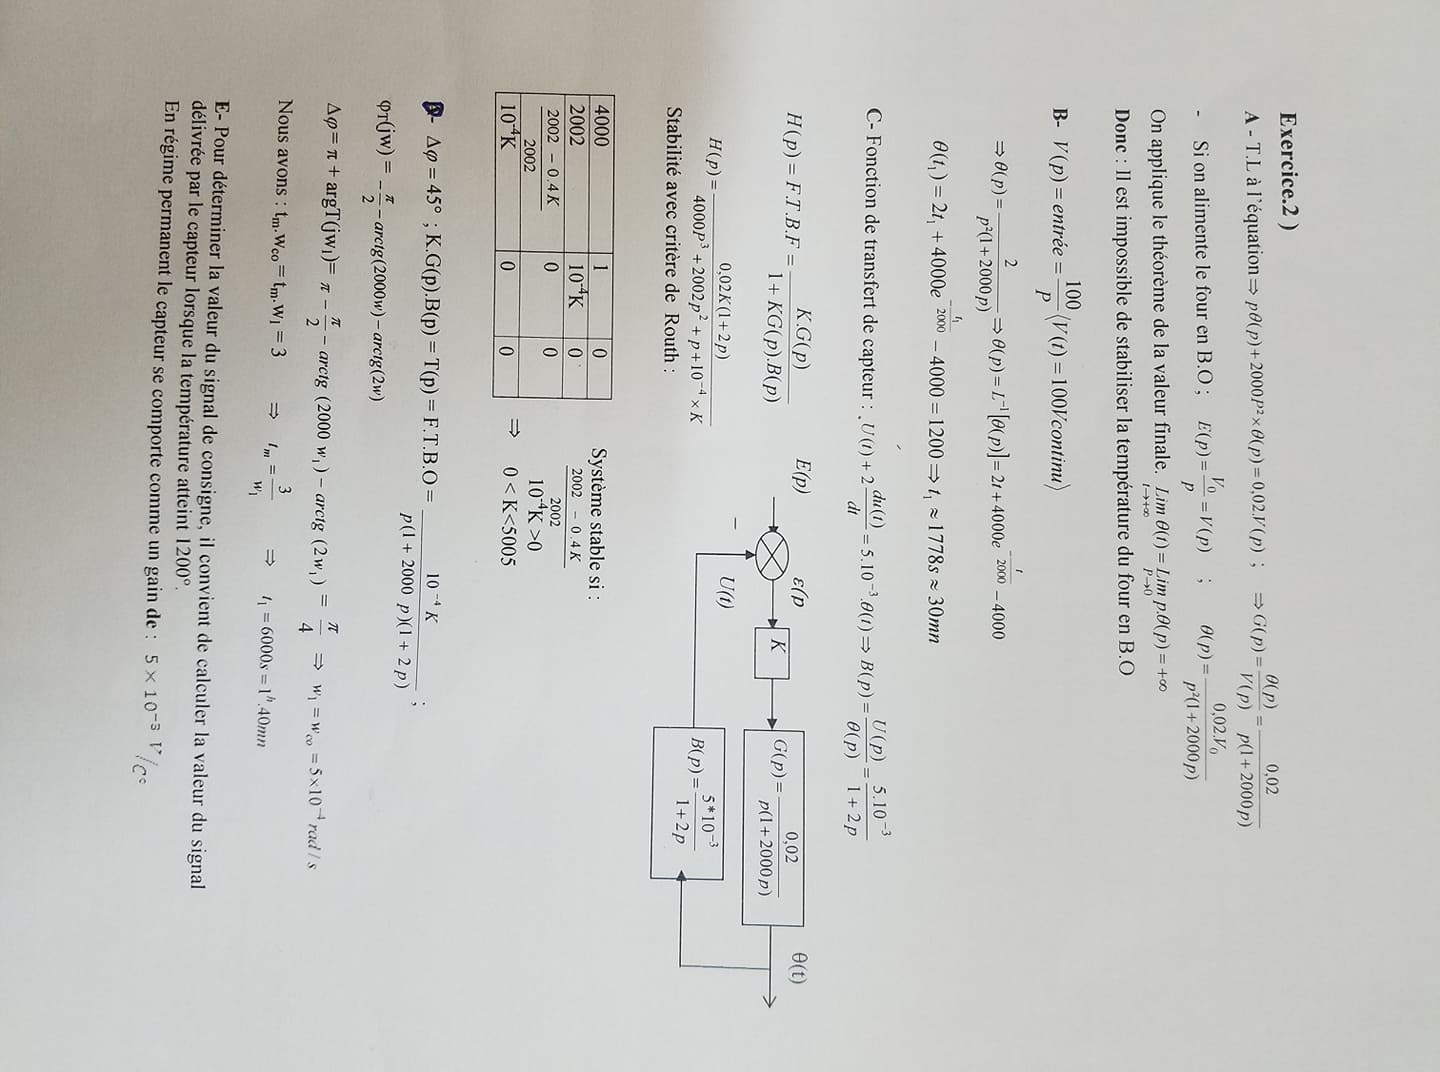 Exercice.2 )
A - T.L à l'équation ⇒ pθ(p) + 2000P² × θ(p) = 0,02.V(p) ; ⇒ G(p) = θ(p)/V(p) = 0,02/p(1+2000p)
- Si on alimente le four en B.O ; E(p) = V₀/p = V(p) ; θ(p) = 0,02.V₀/p²(1+2000p)
On applique le théorème de la valeur finale. Lim θ(t) = Lim pθ(p) = +∞
t→+∞ p→0
Donc : Il est impossible de stabiliser la température du four en B.O
B- V(p) = entrée = 100/P ⟨V(t) = 100Vcontinu⟩
⇒ θ(p) = 2/p²(1+2000p) ⇒ θ(p) = L⁻¹[θ(p)] = 2t + 4000e^(-t/2000) − 4000
θ(t₁) = 2t₁ + 4000e^(-t₁/2000) − 4000 = 1200 ⇒ t₁ ≈ 1778s ≈ 30mn
C- Fonction de transfert de capteur : U(t) + 2 du(t)/dt = 5.10⁻³.θ(t) ⇒ B(p) = U(p)/θ(p) = 5.10⁻³/1+2p
H(p) = F.T.B.F = K.G(p)/1+KG(p).B(p)
E(p) ε(p K G(p) = 0,02/p(1+2000p) θ(t)
− U(t) B(p) = 5*10⁻³/1+2p
H(p) = 0,02K(1+2p)/4000P³ + 2002p² + p + 10⁻⁴ × K
Stabilité avec critère de Routh :
4000 1 0
2002 10⁻⁴K 0
2002 − 0.4K/2002 0 0
10⁻⁴K 0 0
Système stable si :
2002 − 0.4K/2002
10⁻⁴K >0
⇒ 0 < K<5005
D- Δφ = 45° ; K.G(p).B(p) = T(p) = F.T.B.O = 10⁻⁴ K/p(1+2000 p)(1+2p) ;
φT(jw) = −π/2 − arctg(2000w) − arctg(2w)
Δφ = π + argT(jw₁)= π − π/2 − arctg (2000 w₁) − arctg (2w₁) = π/4 ⇒ w₁ = w_co = 5×10⁻⁴ rad / s
Nous avons : tₘ.w_co = tₘ.w₁ = 3 ⇒ tₘ = 3/w₁ ⇒ t₁ = 6000s = 1ʰ.40mn
E- Pour déterminer la valeur du signal de consigne, il convient de calculer la valeur du signal
délivrée par le capteur lorsque la température atteint 1200°.
En régime permanent le capteur se comporte comme un gain de : 5 × 10⁻³ V/C°